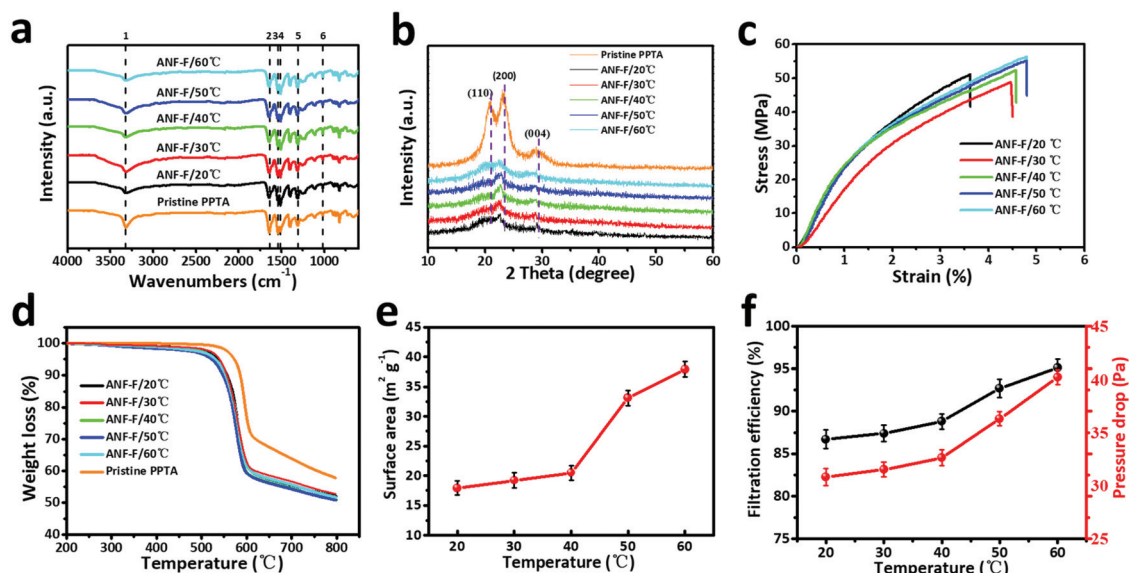 a
1 2 3 4 5 6
ANF-F/60℃
ANF-F/50℃
ANF-F/40℃
ANF-F/30℃
ANF-F/20℃
Pristine PPTA
Intensity (a.u.)
4000 3500 3000 2500 2000 1500 1000
Wavenumbers (cm-1)
b
Pristine PPTA
ANF-F/20℃
ANF-F/30℃
ANF-F/40℃
ANF-F/50℃
ANF-F/60℃
(110)
(200)
(004)
Intensity (a.u.)
10 20 30 40 50 60
2 Theta (degree)
c
60
50
40
30
20
10
0
ANF-F/20 ℃
ANF-F/30 ℃
ANF-F/40 ℃
ANF-F/50 ℃
ANF-F/60 ℃
Stress (MPa)
0 1 2 3 4 5 6
Strain (%)
d
100
90
80
70
60
50
40
ANF-F/20℃
ANF-F/30℃
ANF-F/40℃
ANF-F/50℃
ANF-F/60℃
Pristine PPTA
Weight loss (%)
200 300 400 500 600 700 800
Temperature (℃)
e
45
40
35
30
25
20
15
10
Surface area (m2 g-1)
20 30 40 50 60
Temperature (℃)
f
100
95
90
85
80
75
Filtration efficiency (%)
45
40
35
30
25
Pressure drop (Pa)
20 30 40 50 60
Temperature (℃)